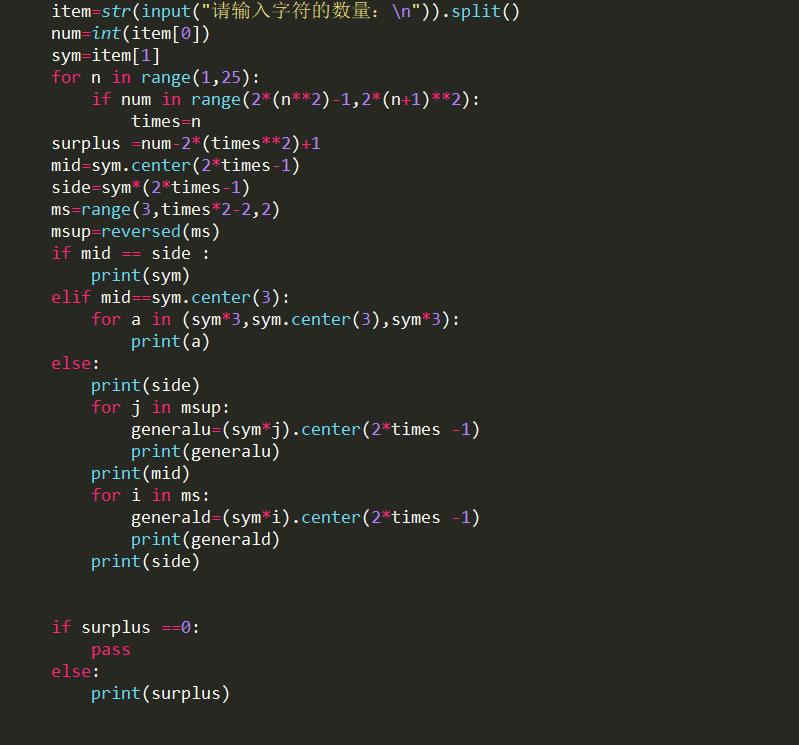 item=str(input("请输入字符的数量：\n")).split()
num=int(item[0])
sym=item[1]
for n in range(1,25):
    if num in range(2*(n**2)-1,2*(n+1)**2):
        times=n
surplus =num-2*(times**2)+1
mid=sym.center(2*times-1)
side=sym*(2*times-1)
ms=range(3,times*2-2,2)
msup=reversed(ms)
if mid == side :
    print(sym)
elif mid==sym.center(3):
    for a in (sym*3,sym.center(3),sym*3):
        print(a)
else:
    print(side)
    for j in msup:
        generalu=(sym*j).center(2*times -1)
        print(generalu)
    print(mid)
    for i in ms:
        generald=(sym*i).center(2*times -1)
        print(generald)
    print(side)
if surplus ==0:
    pass
else:
    print(surplus)